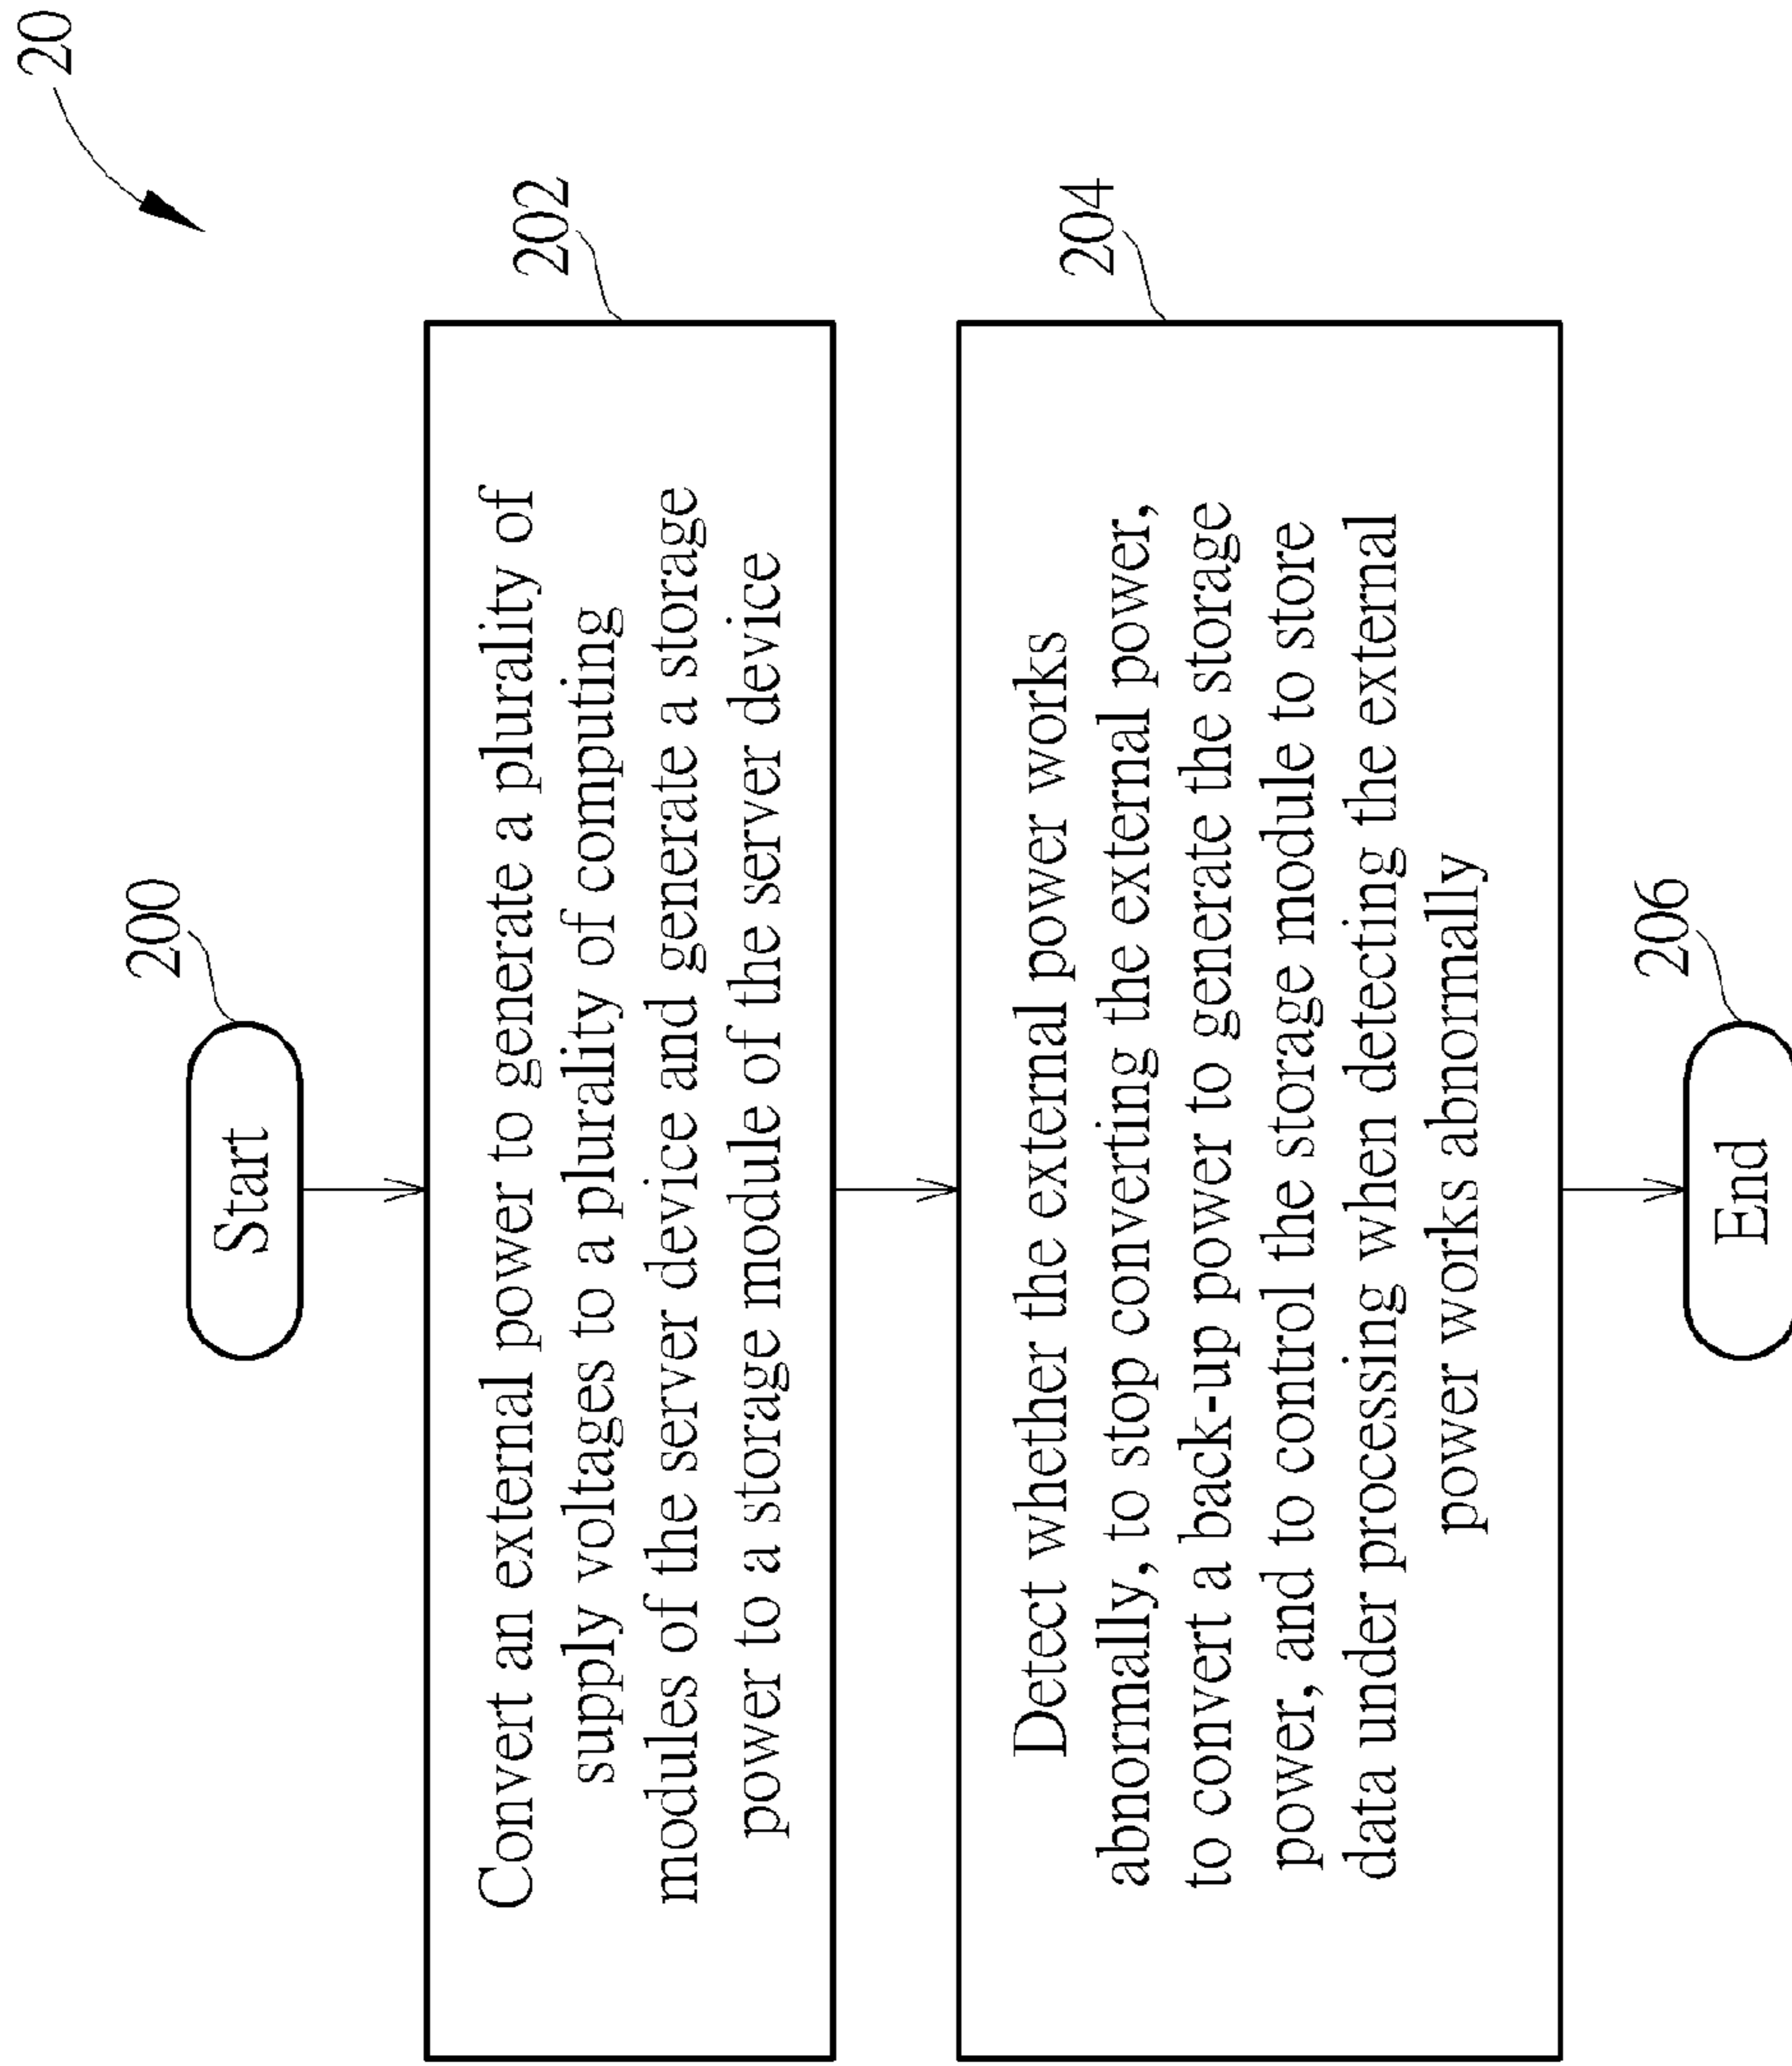 20
200
Start
202
Convert an external power to generate a plurality of
supply voltages to a plurality of computing
modules of the server device and generate a storage
power to a storage module of the server device
204
Detect whether the external power works
abnormally, to stop converting the external power,
to convert a back-up power to generate the storage
power, and to control the storage module to store
data under processing when detecting the external
power works abnormally
206
End